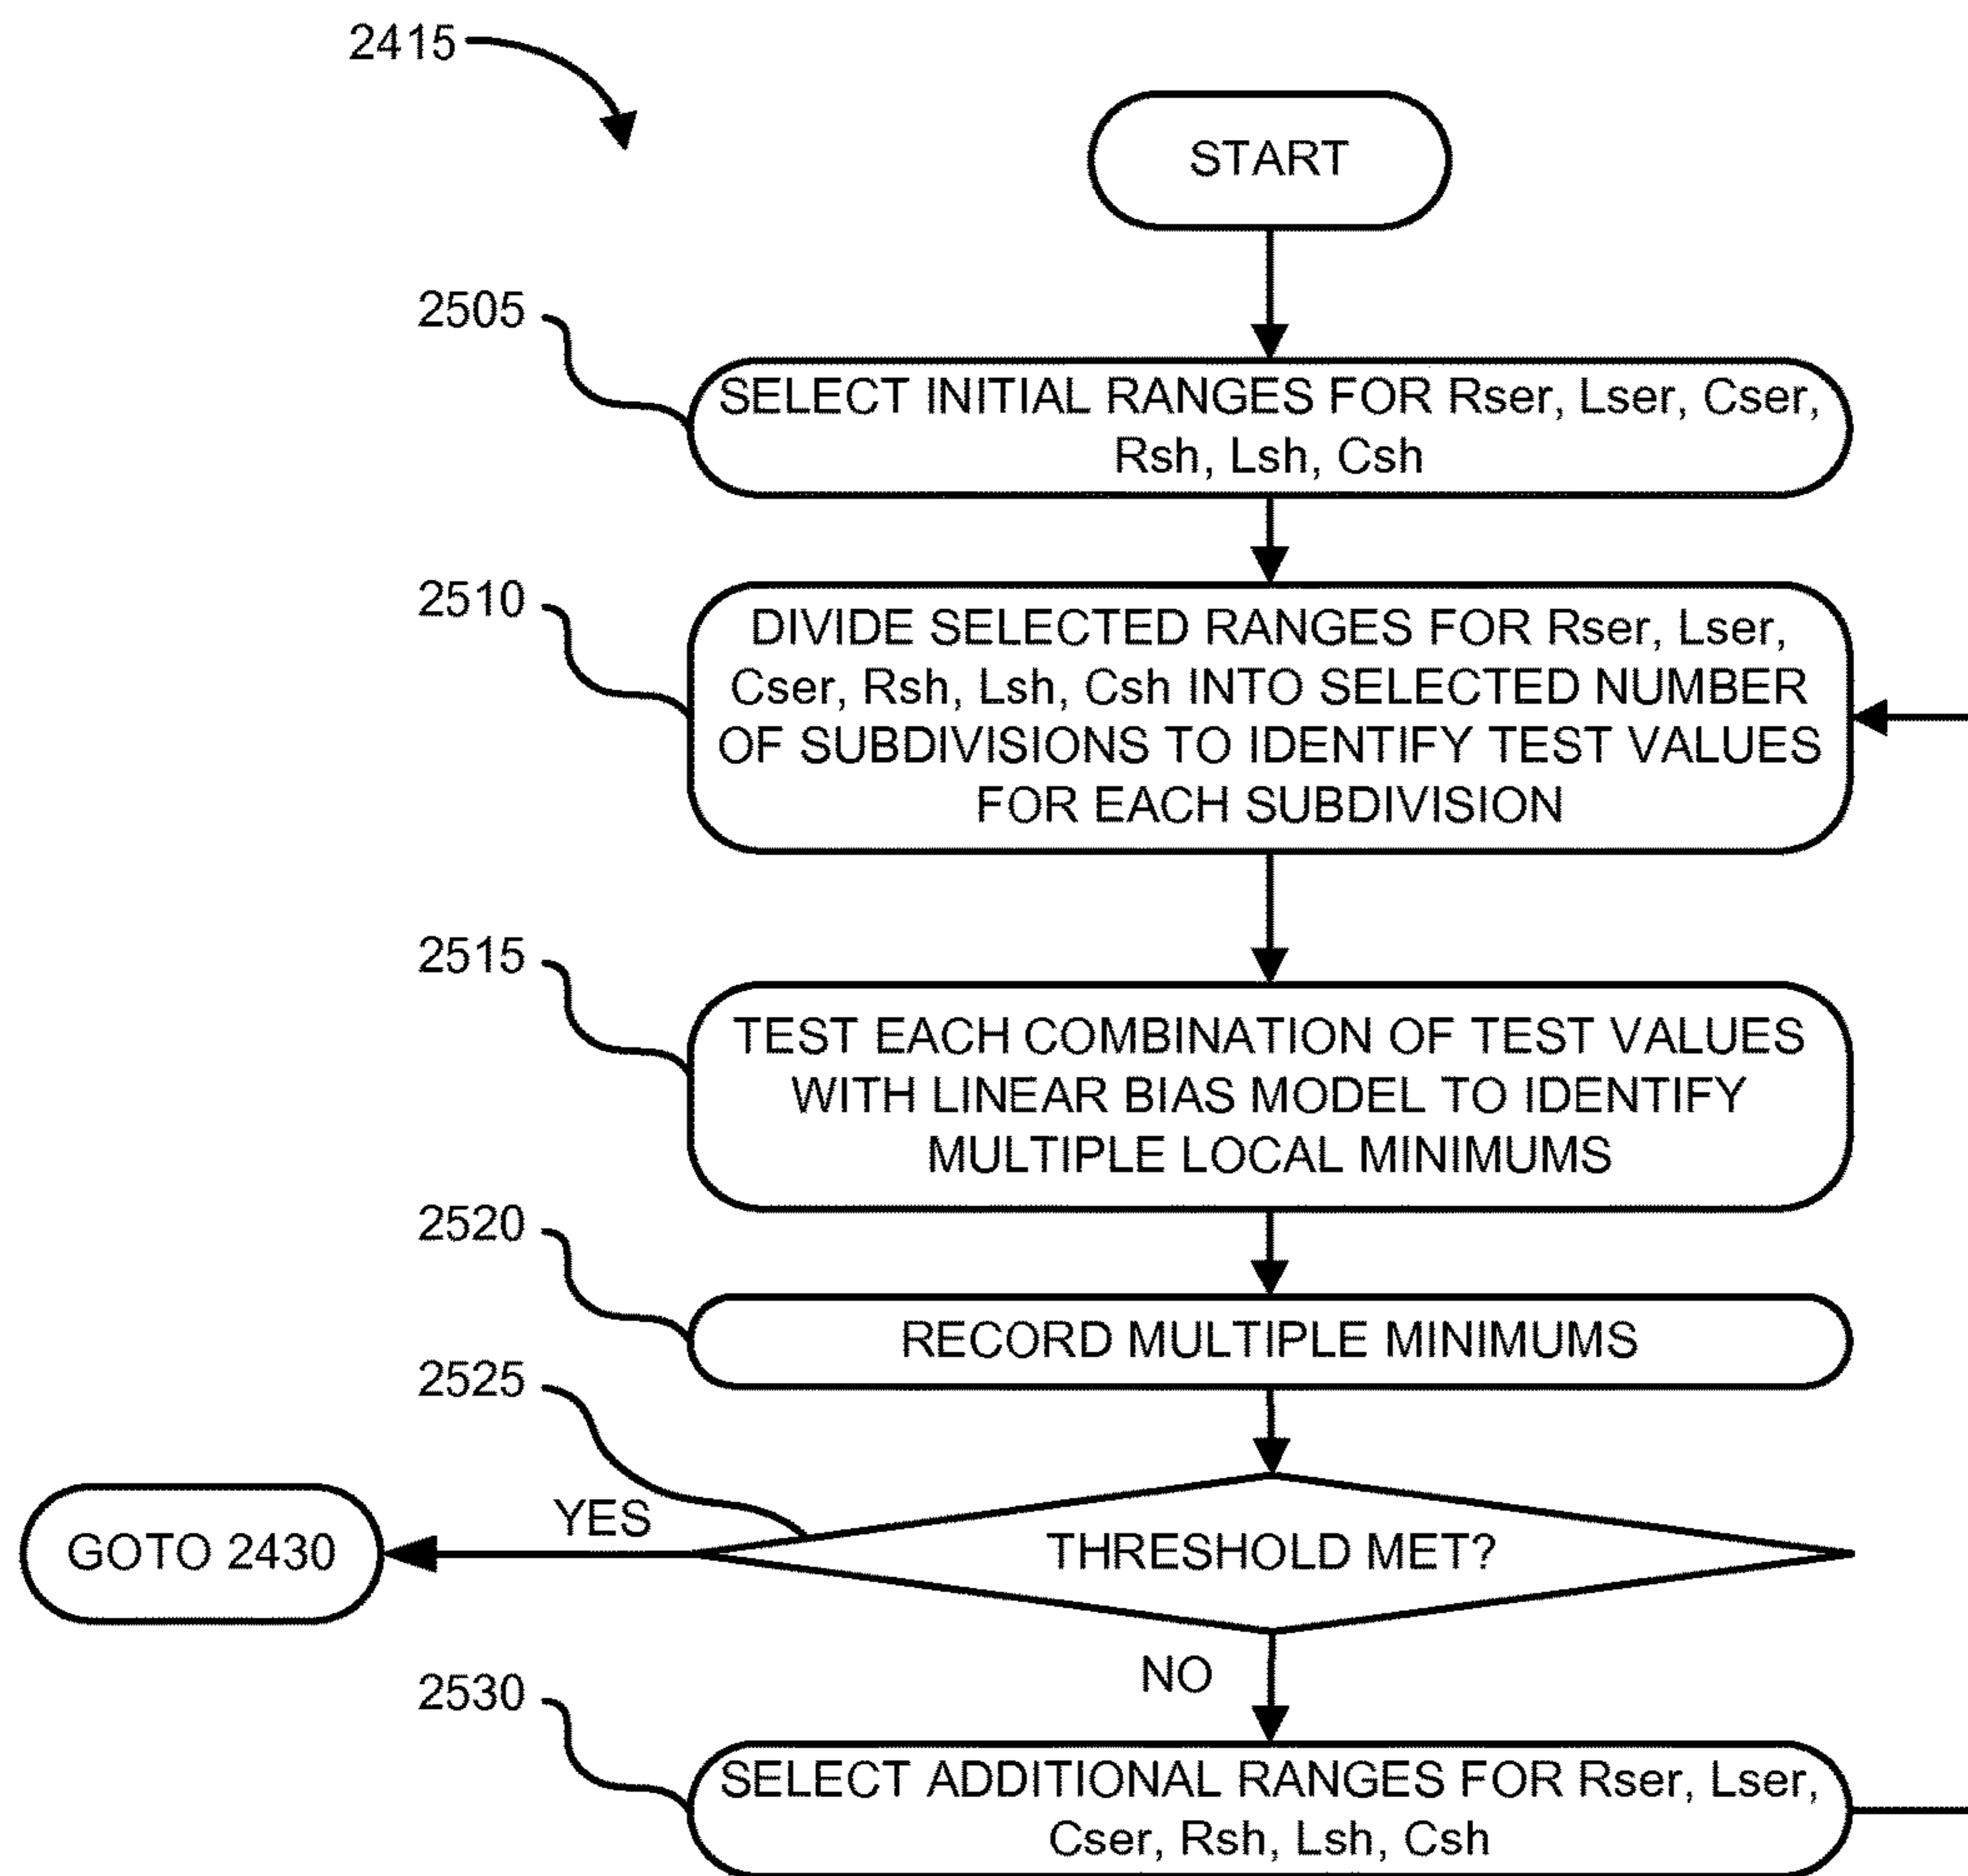 2415
START
2505
SELECT INITIAL RANGES FOR Rser, Lser, Cser,
Rsh, Lsh, Csh
2510
DIVIDE SELECTED RANGES FOR Rser, Lser,
Cser, Rsh, Lsh, Csh INTO SELECTED NUMBER
OF SUBDIVISIONS TO IDENTIFY TEST VALUES
FOR EACH SUBDIVISION
2515
TEST EACH COMBINATION OF TEST VALUES
WITH LINEAR BIAS MODEL TO IDENTIFY
MULTIPLE LOCAL MINIMUMS
2520
RECORD MULTIPLE MINIMUMS
2525
THRESHOLD MET?
YES
GOTO 2430
NO
2530
SELECT ADDITIONAL RANGES FOR Rser, Lser,
Cser, Rsh, Lsh, Csh